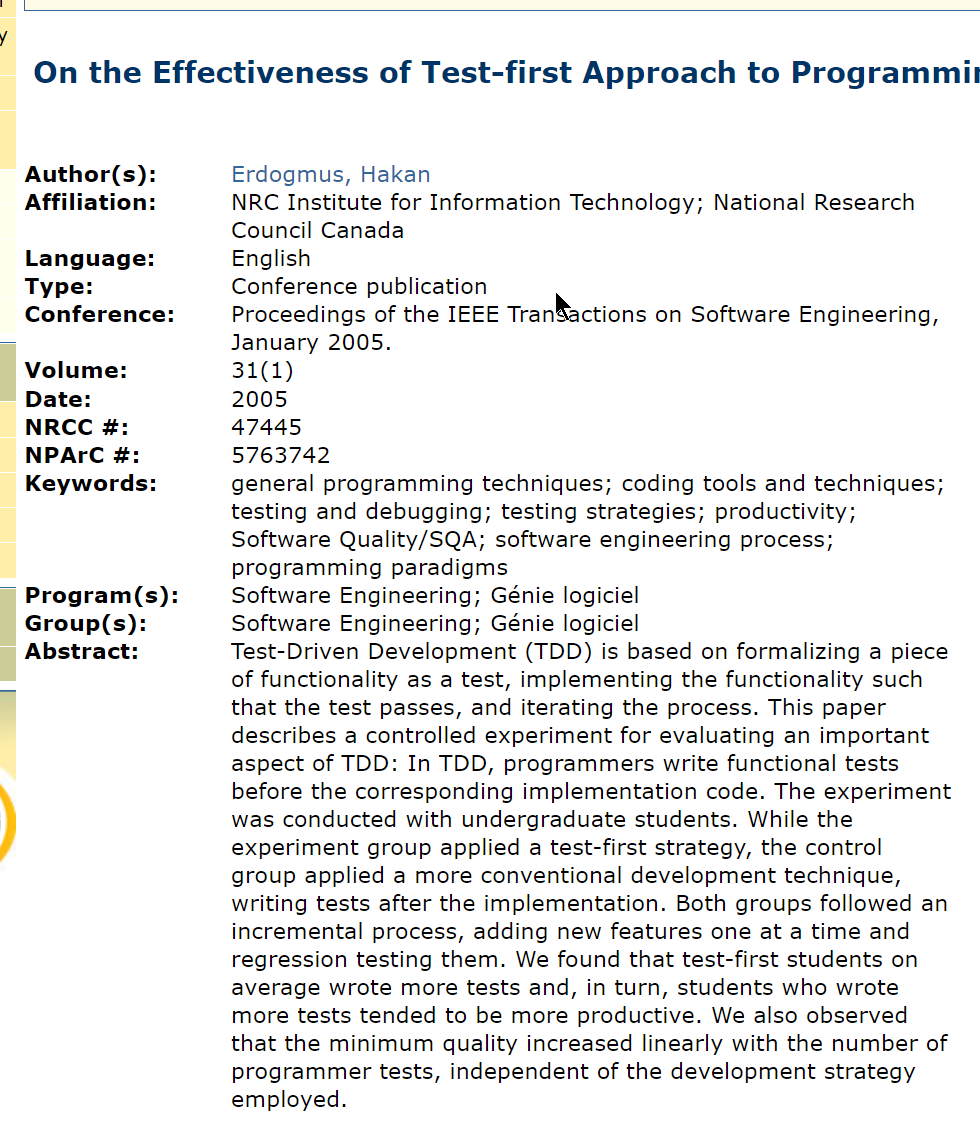 y
On the Effectiveness of Test-first Approach to
Author(s): Erdogmus, Hakan
Affiliation: NRC Institute for Information Technology; National Research
Council Canada
Language: English
Type: Conference publication
Conference: Proceedings of the IEEE Transactions on Software Engineering,
January 2005.
Volume: 31(1)
Date: 2005
NRCC #: 47445
NPArC #: 5763742
Keywords: general programming techniques; coding tools and techniques;
testing and debugging; testing strategies; productivity;
Software Quality/SQA; software engineering process;
programming paradigms
Program(s): Software Engineering; Génie logiciel
Group(s): Software Engineering; Génie logiciel
Abstract: Test-Driven Development (TDD) is based on formalizing a piece
of functionality as a test, implementing the functionality such
that the test passes, and iterating the process. This paper
describes a controlled experiment for evaluating an important
aspect of TDD: In TDD, programmers write functional tests
before the corresponding implementation code. The experiment
was conducted with undergraduate students. While the
experiment group applied a test-first strategy, the control
group applied a more conventional development technique,
writing tests after the implementation. Both groups followed an
incremental process, adding new features one at a time and
regression testing them. We found that test-first students on
average wrote more tests and, in turn, students who wrote
more tests tended to be more productive. We also observed
that the minimum quality increased linearly with the number of
programmer tests, independent of the development strategy
employed.